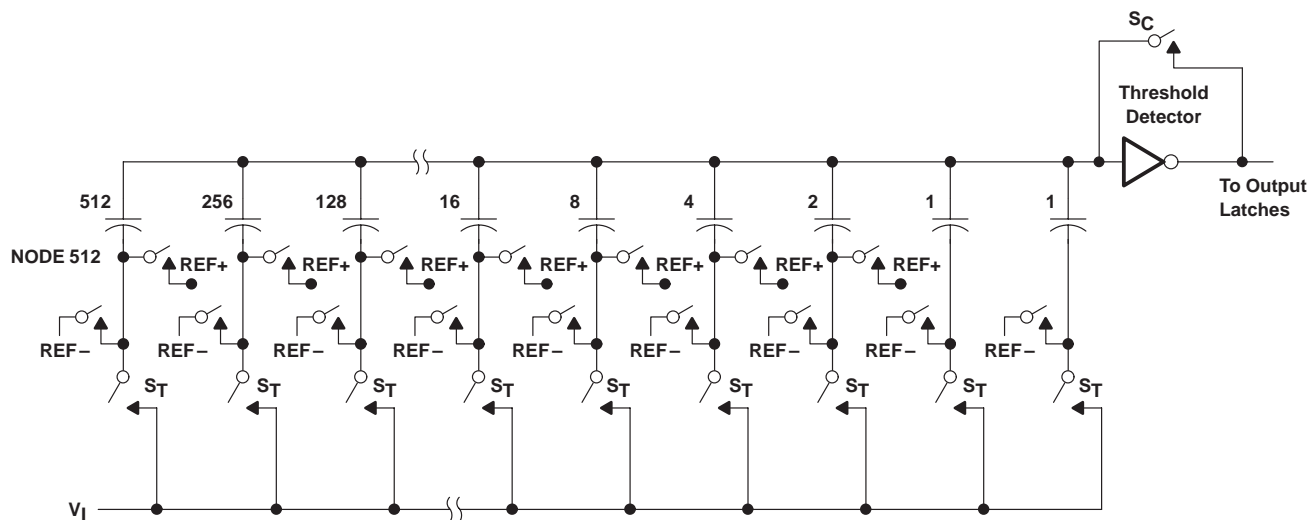 SC
Threshold
Detector
To Output
Latches
512 256 128 16 8 4 2 1 1
NODE 512 REF+ REF+ REF+ REF+ REF+ REF+ REF+
REF– REF– REF– REF– REF– REF– REF– REF– REF–
ST ST ST ST ST ST ST ST ST
VI